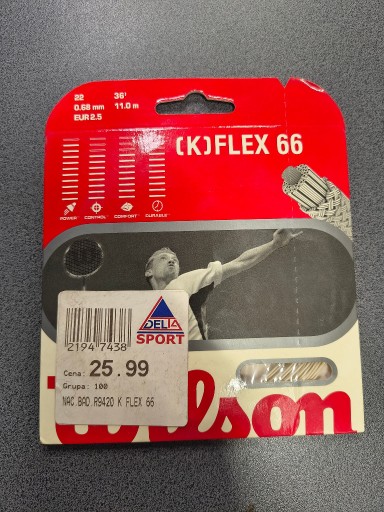 22
0.68 mm
EUR 2.5
36'
11.0 m
(K)FLEX 66
POWER
CONTROL
COMFORT
DURABLE
2194 7438
DELTA
SPORT
Cena: 25.99
Grupa: 100
NAC.BAD.R9420 K FLEX 66
Wilson